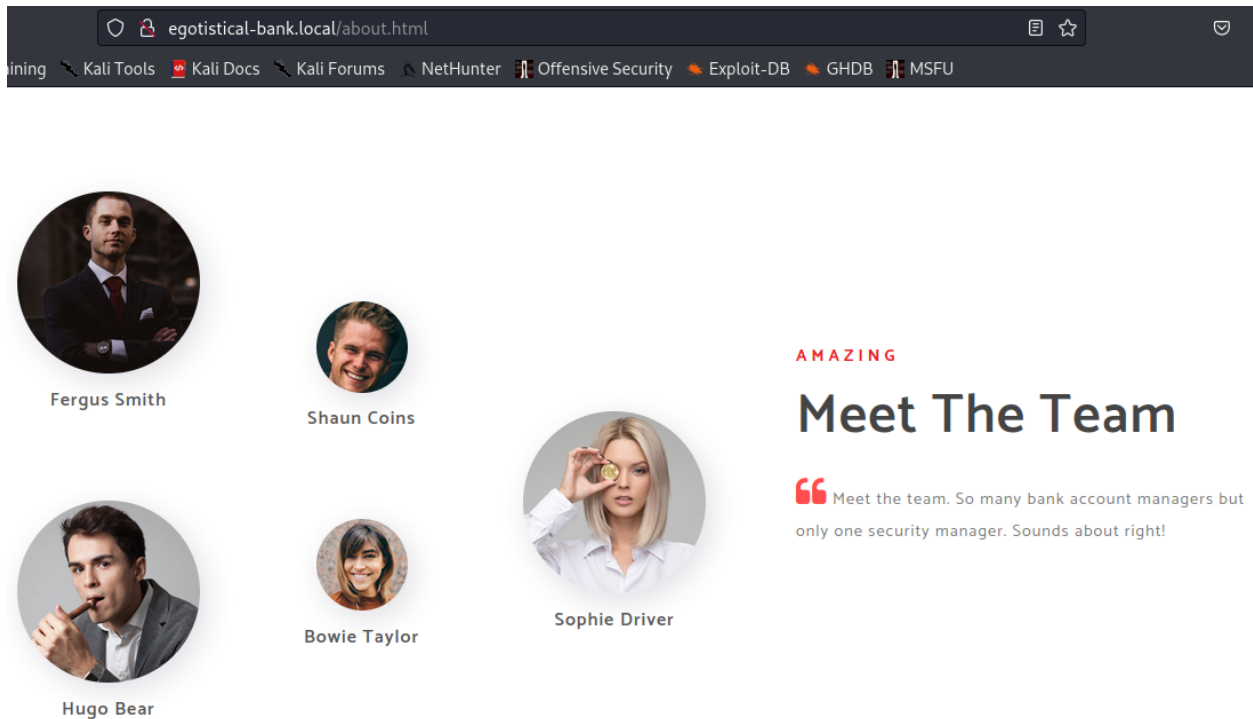 egotistical-bank.local/about.html
ining Kali Tools Kali Docs Kali Forums NetHunter Offensive Security Exploit-DB GHDB MSFU
Fergus Smith
Shaun Coins
Hugo Bear
Bowie Taylor
Sophie Driver
AMAZING
Meet The Team
❝ Meet the team. So many bank account managers but
only one security manager. Sounds about right!